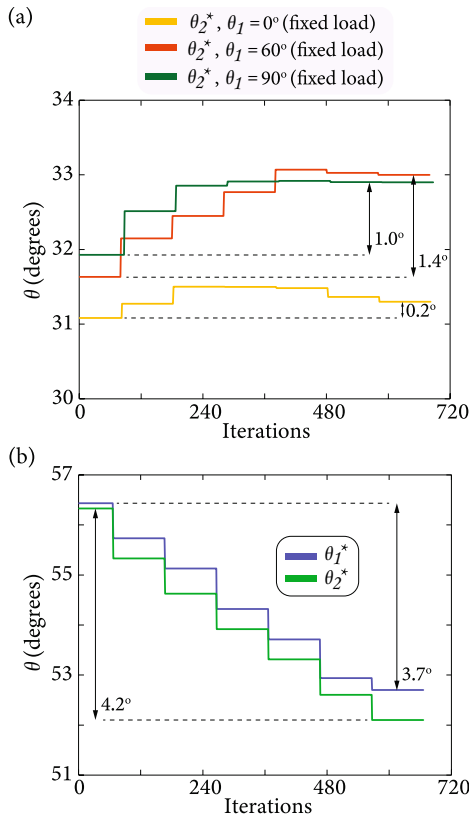 (a)
θ2*, θ1 = 0° (fixed load)
θ2*, θ1 = 60° (fixed load)
θ2*, θ1 = 90° (fixed load)
34
33
32
31
30
θ (degrees)
1.0°
1.4°
0.2°
0
240
480
720
Iterations
(b)
57
55
53
51
θ (degrees)
θ1*
θ2*
3.7°
4.2°
0
240
480
720
Iterations